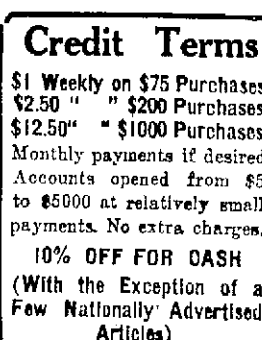 Credit Terms
$1 Weekly on $75 Purchases
$2.50 " " $200 Purchases
$12.50 " " $1000 Purchases
Monthly payments if desired
Accounts opened from $5
to $5000 at relatively small
payments. No extra charges.
10% OFF FOR CASH
(With the Exception of a
Few Nationally Advertised
Articles)